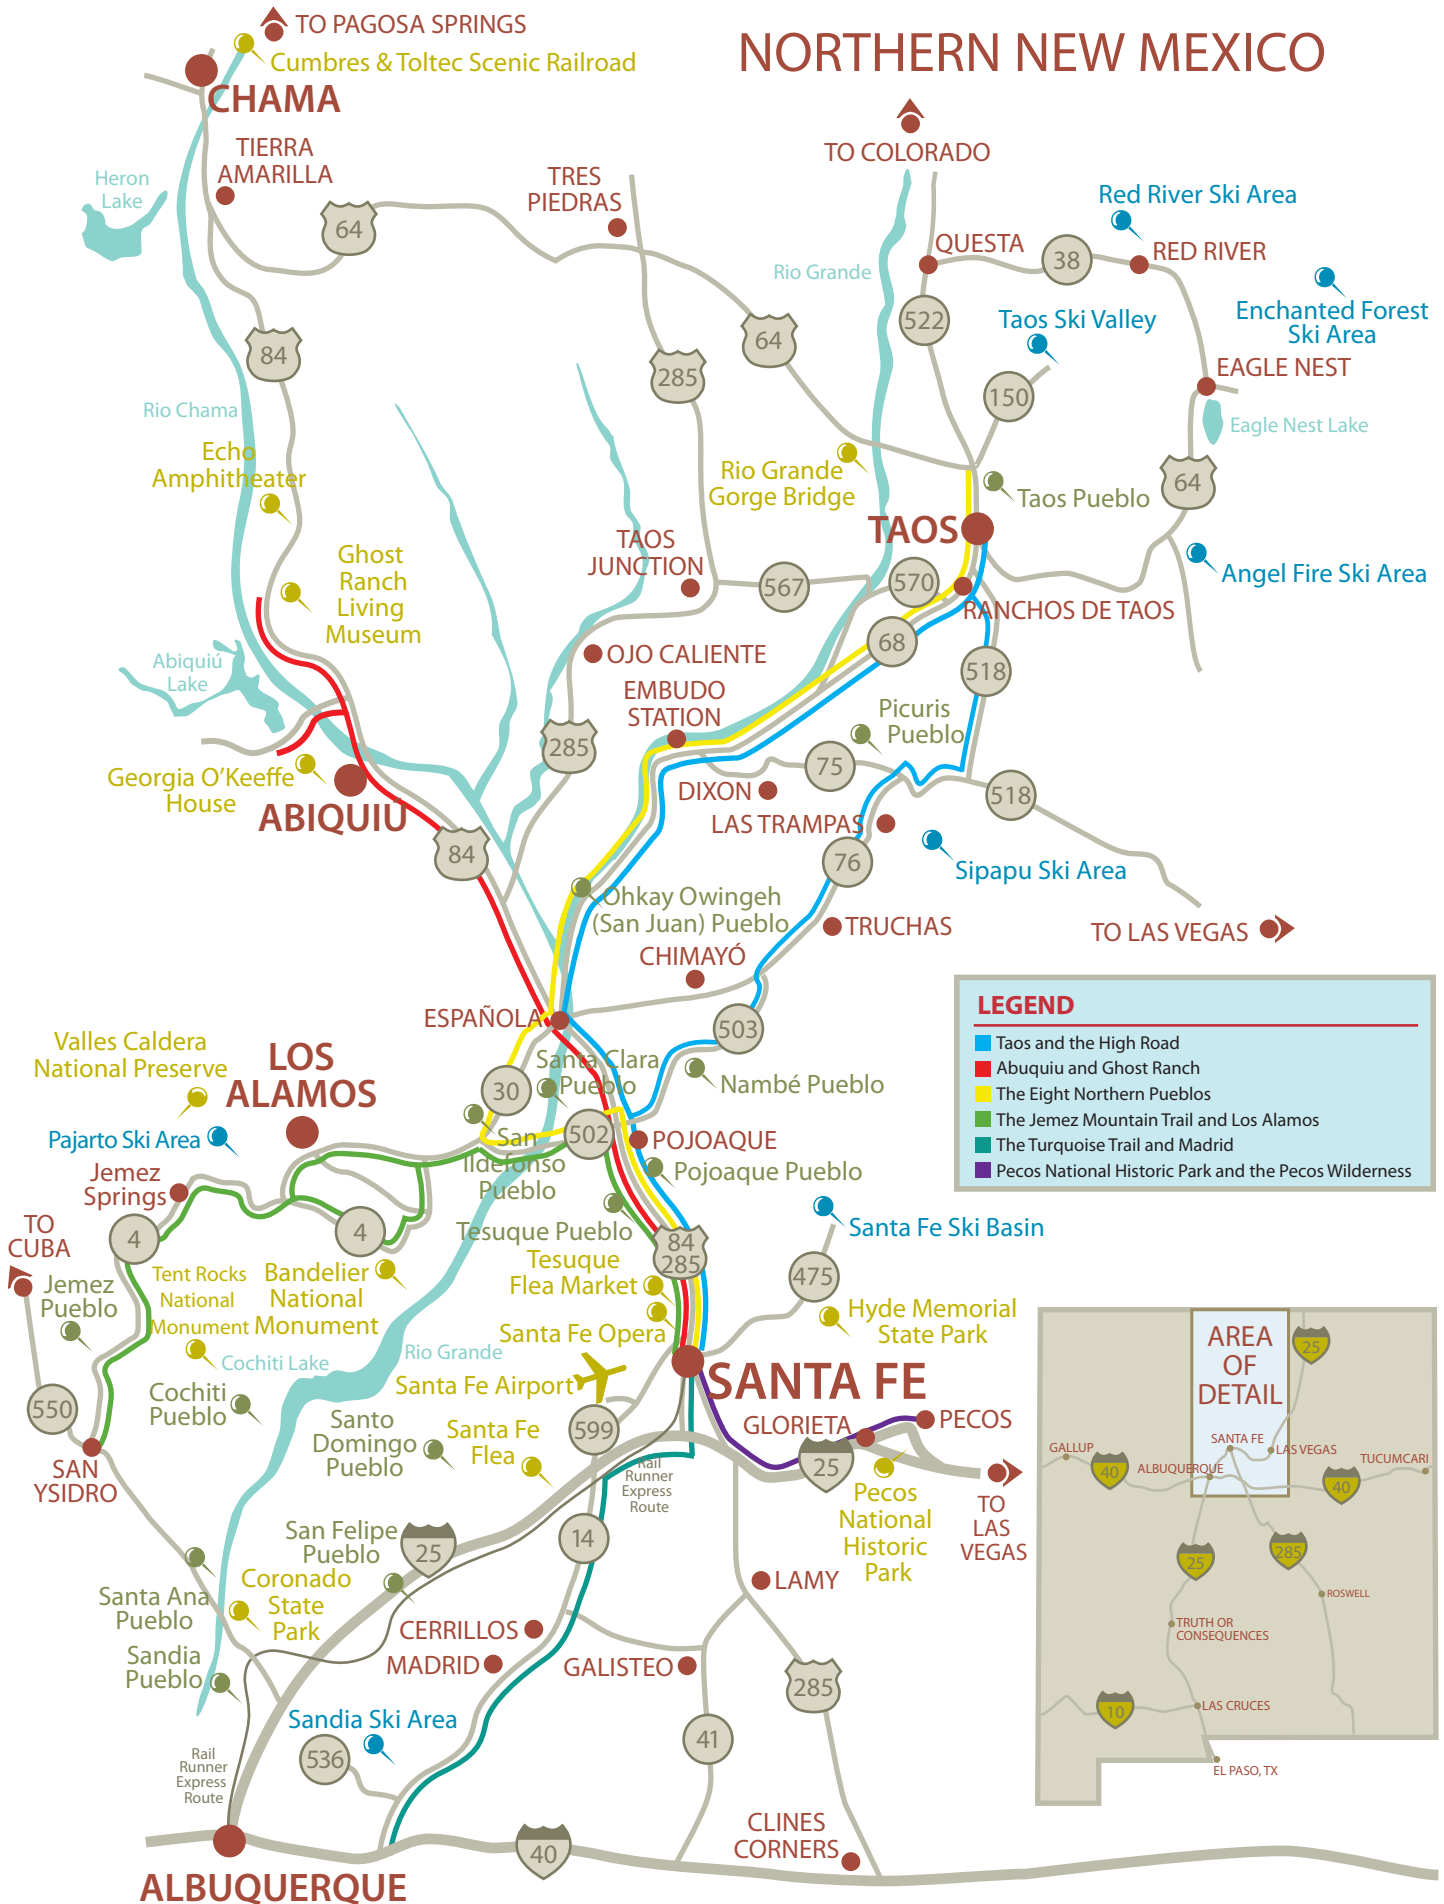 TO PAGOSA SPRINGS
NORTHERN NEW MEXICO
Cumbres & Toltec Scenic Railroad
CHAMA
TIERRA
AMARILLA
TO COLORADO
Heron
Lake
TRES
PIEDRAS
Red River Ski Area
64
QUESTA
38
RED RIVER
Rio Grande
522
Taos Ski Valley
Enchanted Forest
Ski Area
84
64
285
EAGLE NEST
150
Rio Chama
Eagle Nest Lake
Echo
Amphitheater
Rio Grande
Gorge Bridge
64
Taos Pueblo
TAOS
Ghost
Ranch
Living
Museum
TAOS
JUNCTION
567
570
Angel Fire Ski Area
RANCHOS DE TAOS
68
518
Abiquiú
Lake
OJO CALIENTE
EMBUDO
STATION
Picuris
Pueblo
285
75
Georgia O'Keeffe
House
ABIQUIÚ
DIXON
518
LAS TRAMPAS
84
76
Sipapu Ski Area
Ohkay Owingeh
(San Juan) Pueblo
TRUCHAS
TO LAS VEGAS
CHIMAYÓ
ESPAÑOLA
503
LEGEND
Taos and the High Road
Abuquiu and Ghost Ranch
The Eight Northern Pueblos
The Jemez Mountain Trail and Los Alamos
The Turquoise Trail and Madrid
Pecos National Historic Park and the Pecos Wilderness
Valles Caldera
National Preserve
LOS
ALAMOS
Santa Clara
Pueblo
30
Nambé Pueblo
Pajarto Ski Area
San
Ildefonso
Pueblo
502
POJOAQUE
Pojoaque Pueblo
Jemez
Springs
TO
CUBA
4
4
Tesuque Pueblo
84
285
Santa Fe Ski Basin
Jemez
Pueblo
Tent Rocks
National
Monument
Bandelier
National
Monument
Tesuque
Flea Market
475
Hyde Memorial
State Park
Santa Fe Opera
Cochiti Lake
Rio Grande
Santa Fe Airport
SANTA FE
550
Cochiti
Pueblo
Santo
Domingo
Pueblo
Santa Fe
Flea
599
GLORIETA
PECOS
25
SAN
YSIDRO
Rail
Runner
Express
Route
Pecos
National
Historic
Park
TO
LAS
VEGAS
San Felipe
Pueblo
25
14
Santa Ana
Pueblo
Coronado
State
Park
LAMY
CERRILLOS
MADRID
GALISTEO
Sandia
Pueblo
285
Sandia Ski Area
536
41
Rail
Runner
Express
Route
CLINES
CORNERS
40
ALBUQUERQUE
AREA
OF
DETAIL
25
SANTA FE
LAS VEGAS
GALLUP
40
ALBUQUERQUE
40
TUCUMCARI
25
285
ROSWELL
TRUTH OR
CONSEQUENCES
10
LAS CRUCES
EL PASO, TX